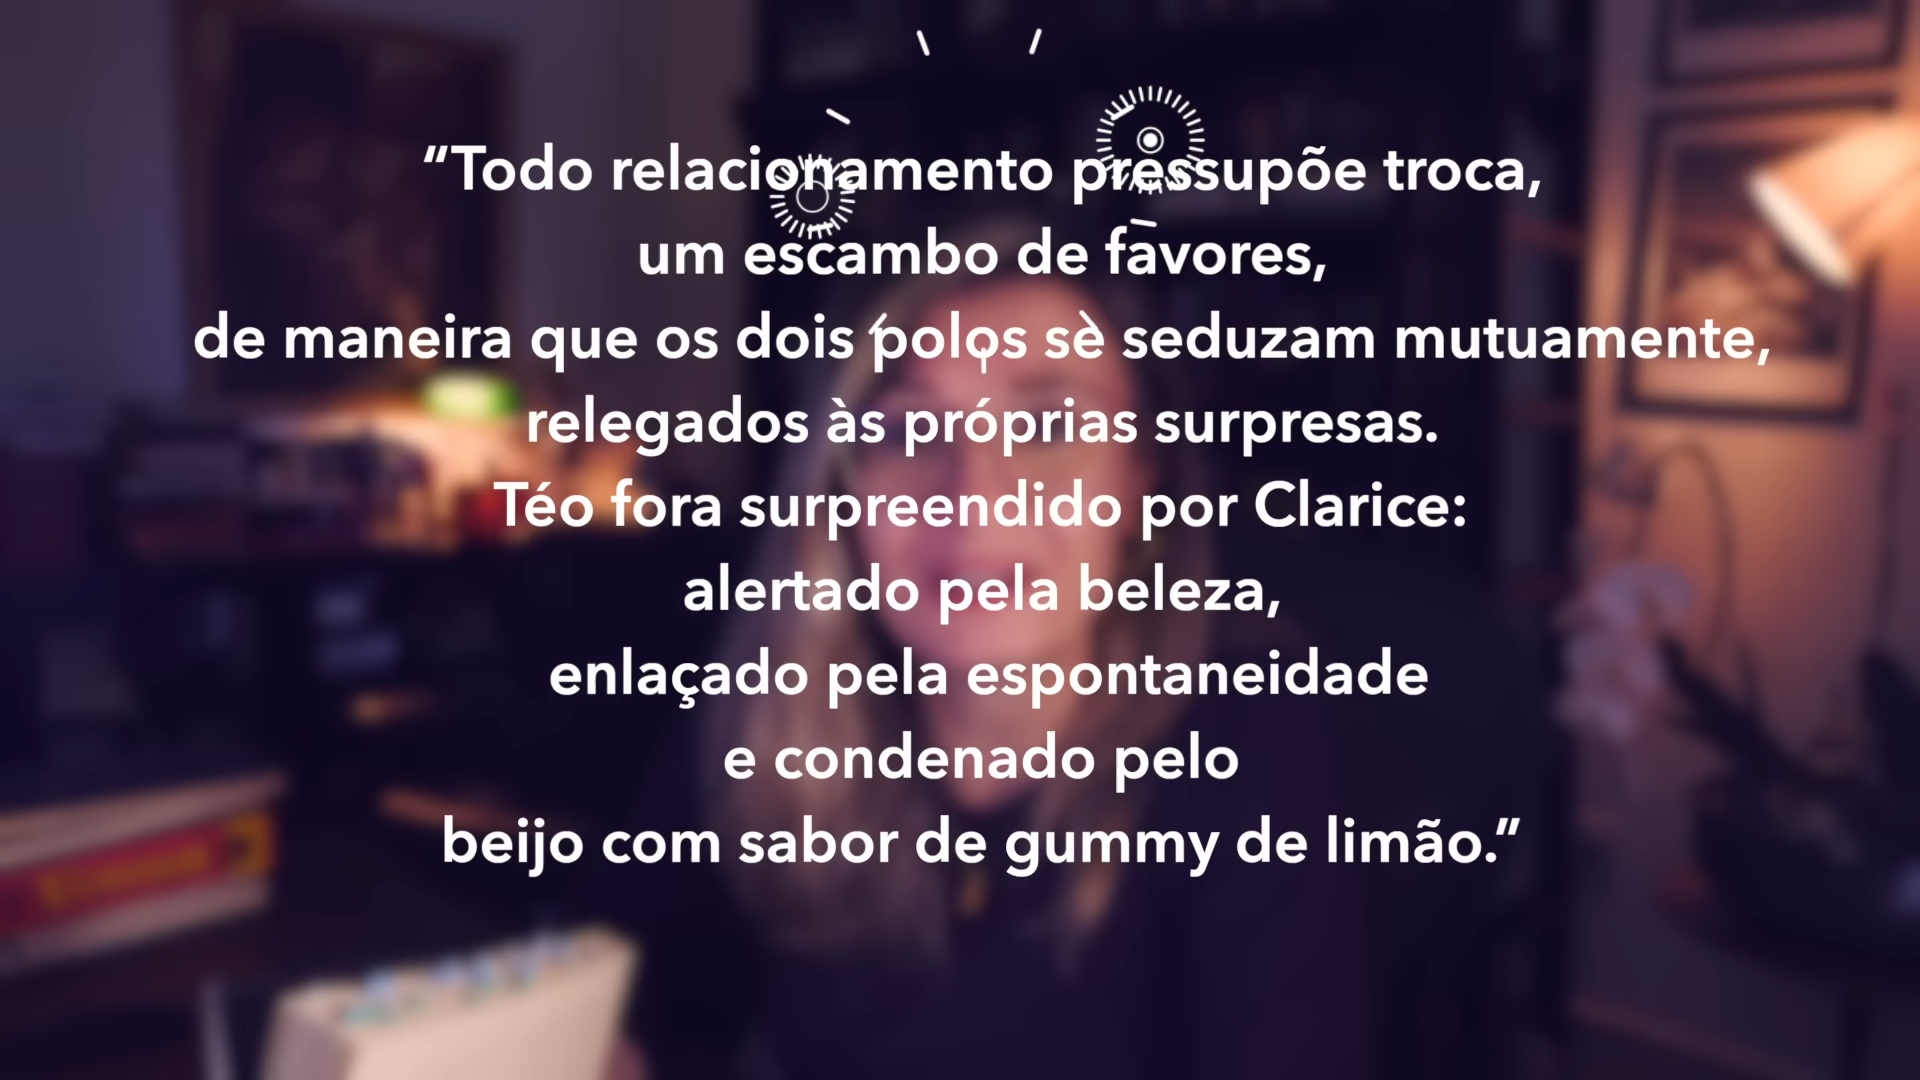 “Todo relacionamento pressupõe troca,
um escambo de favores,
de maneira que os dois polos se seduzam mutuamente,
relegados às próprias surpresas.
Téo fora surpreendido por Clarice:
alertado pela beleza,
enlaçado pela espontaneidade
e condenado pelo
beijo com sabor de gummy de limão.”